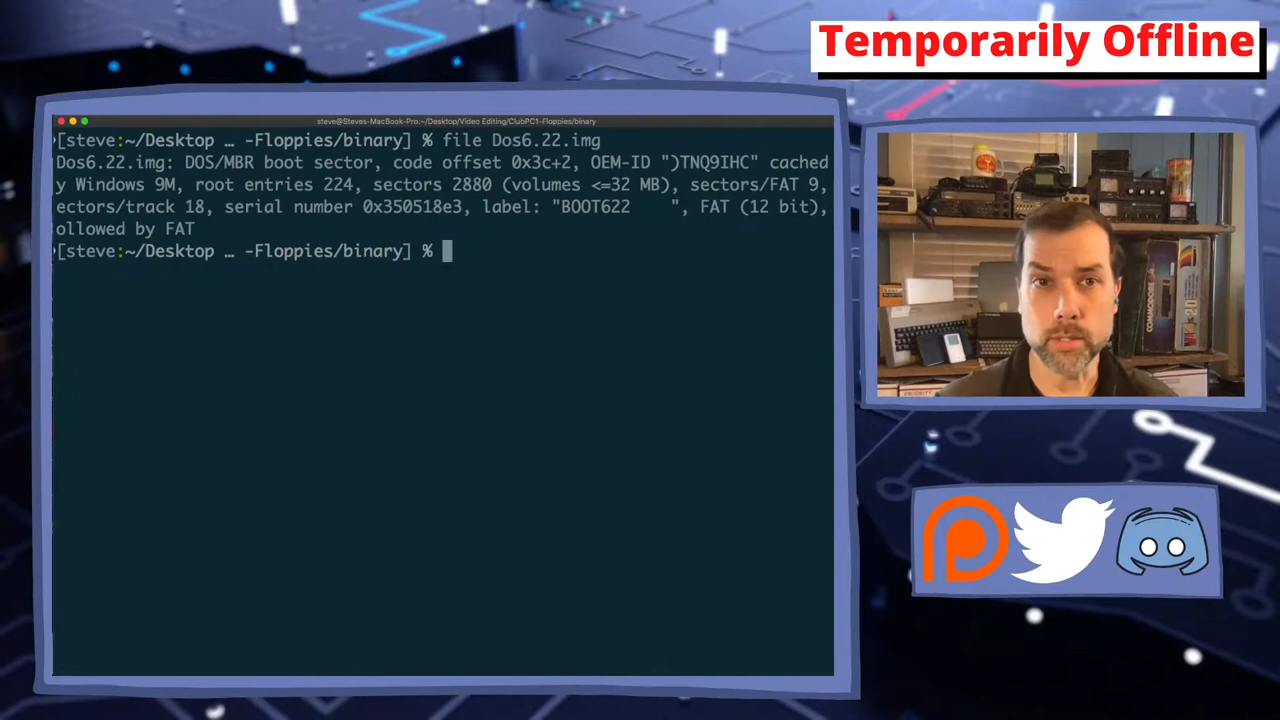 Temporarily Offline
steve@Steves-MacBook-Pro:~/Desktop/Video Editing/ClubPC1-Floppies/binary
[steve:~/Desktop … -Floppies/binary] % file Dos6.22.img
Dos6.22.img: DOS/MBR boot sector, code offset 0x3c+2, OEM-ID ")TNQ9IHC" cached
y Windows 9M, root entries 224, sectors 2880 (volumes <=32 MB), sectors/FAT 9,
ectors/track 18, serial number 0x350518e3, label: "BOOT622    ", FAT (12 bit),
ollowed by FAT
[steve:~/Desktop … -Floppies/binary] %
COMMODORE
PRIORITY